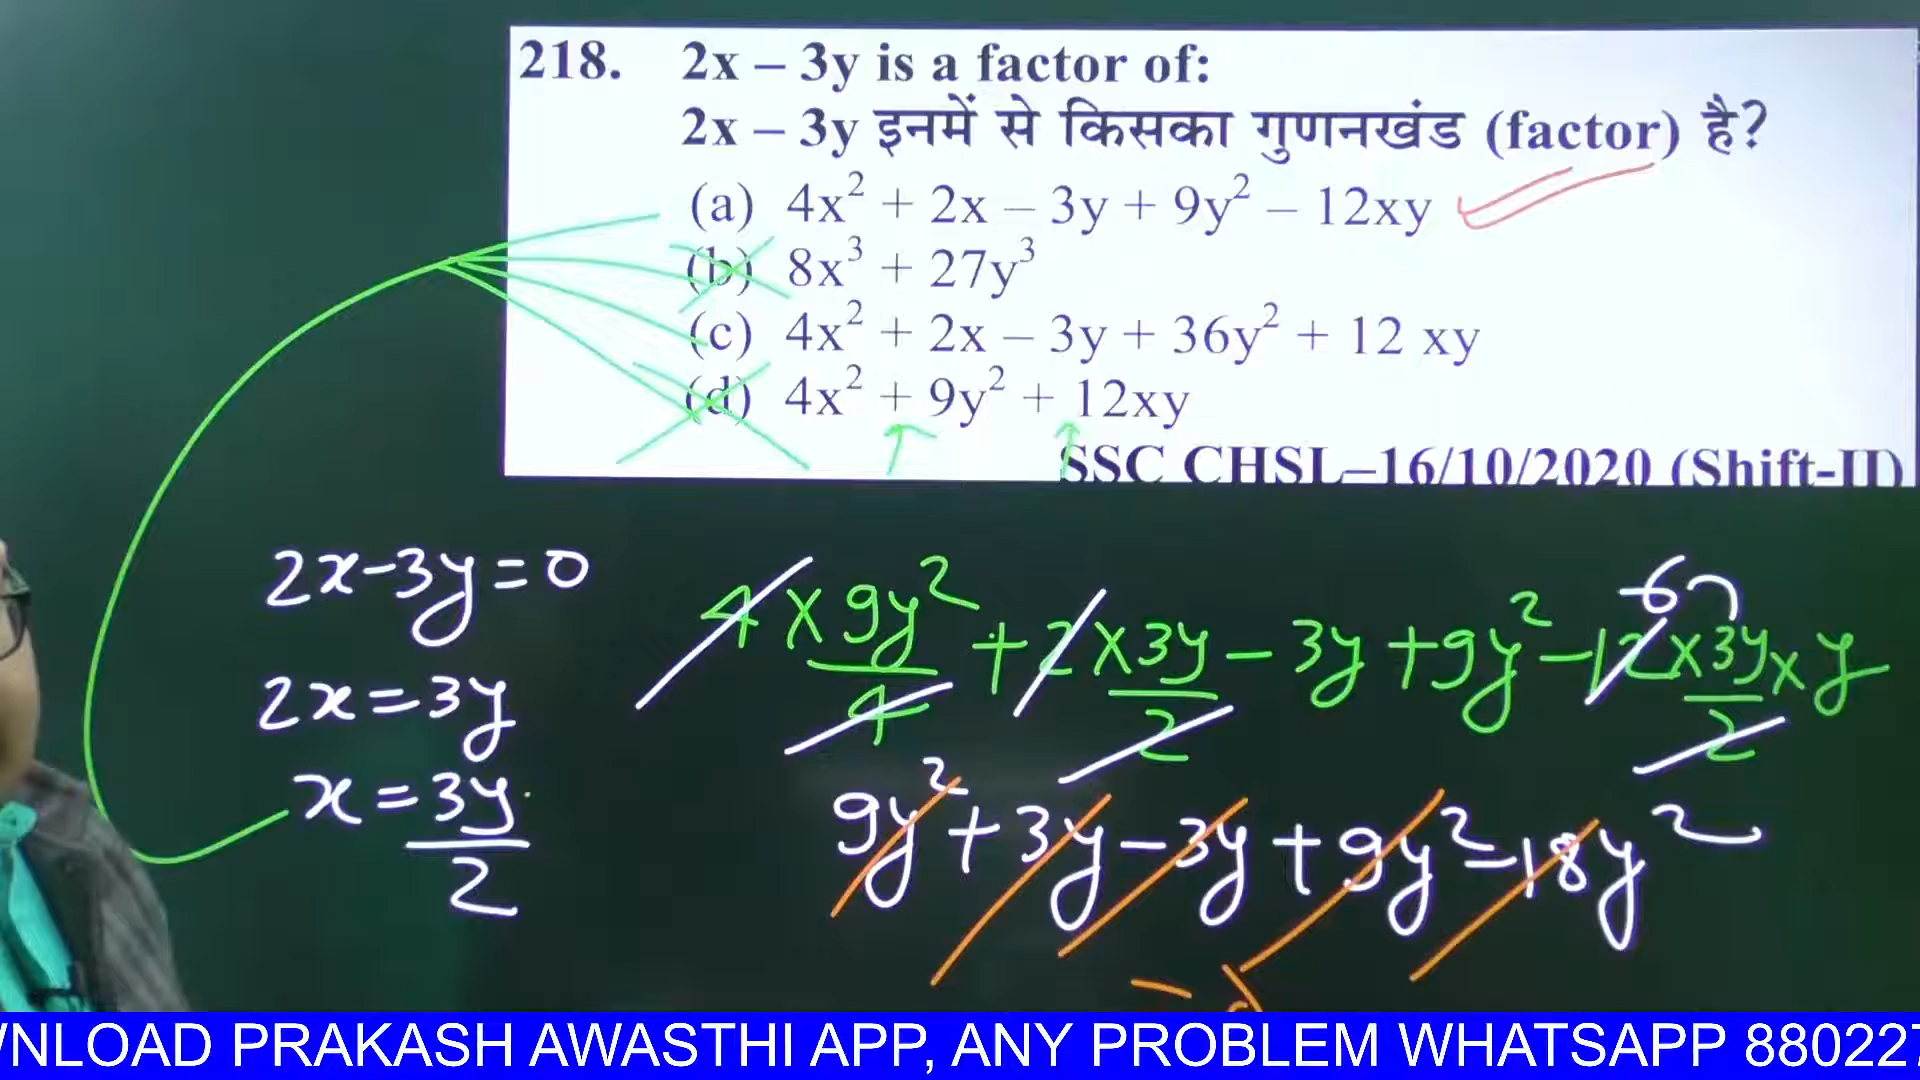 218. 2x – 3y is a factor of:
2x – 3y इनमें से किसका गुणनखंड (factor) है?
(a) 4x² + 2x – 3y + 9y² – 12xy
(b) 8x³ + 27y³
(c) 4x² + 2x – 3y + 36y² + 12 xy
(d) 4x² + 9y² + 12xy
SSC CHSL–16/10/2020 (Shift-II)
2x-3y=0
2x=3y
x=3y/2
4×9y²/4+2×3y/2-3y+9y²-12×3y/2×y
-6
9y²+3y-3y+9y²-18y²
WNLOAD PRAKASH AWASTHI APP, ANY PROBLEM WHATSAPP 880227